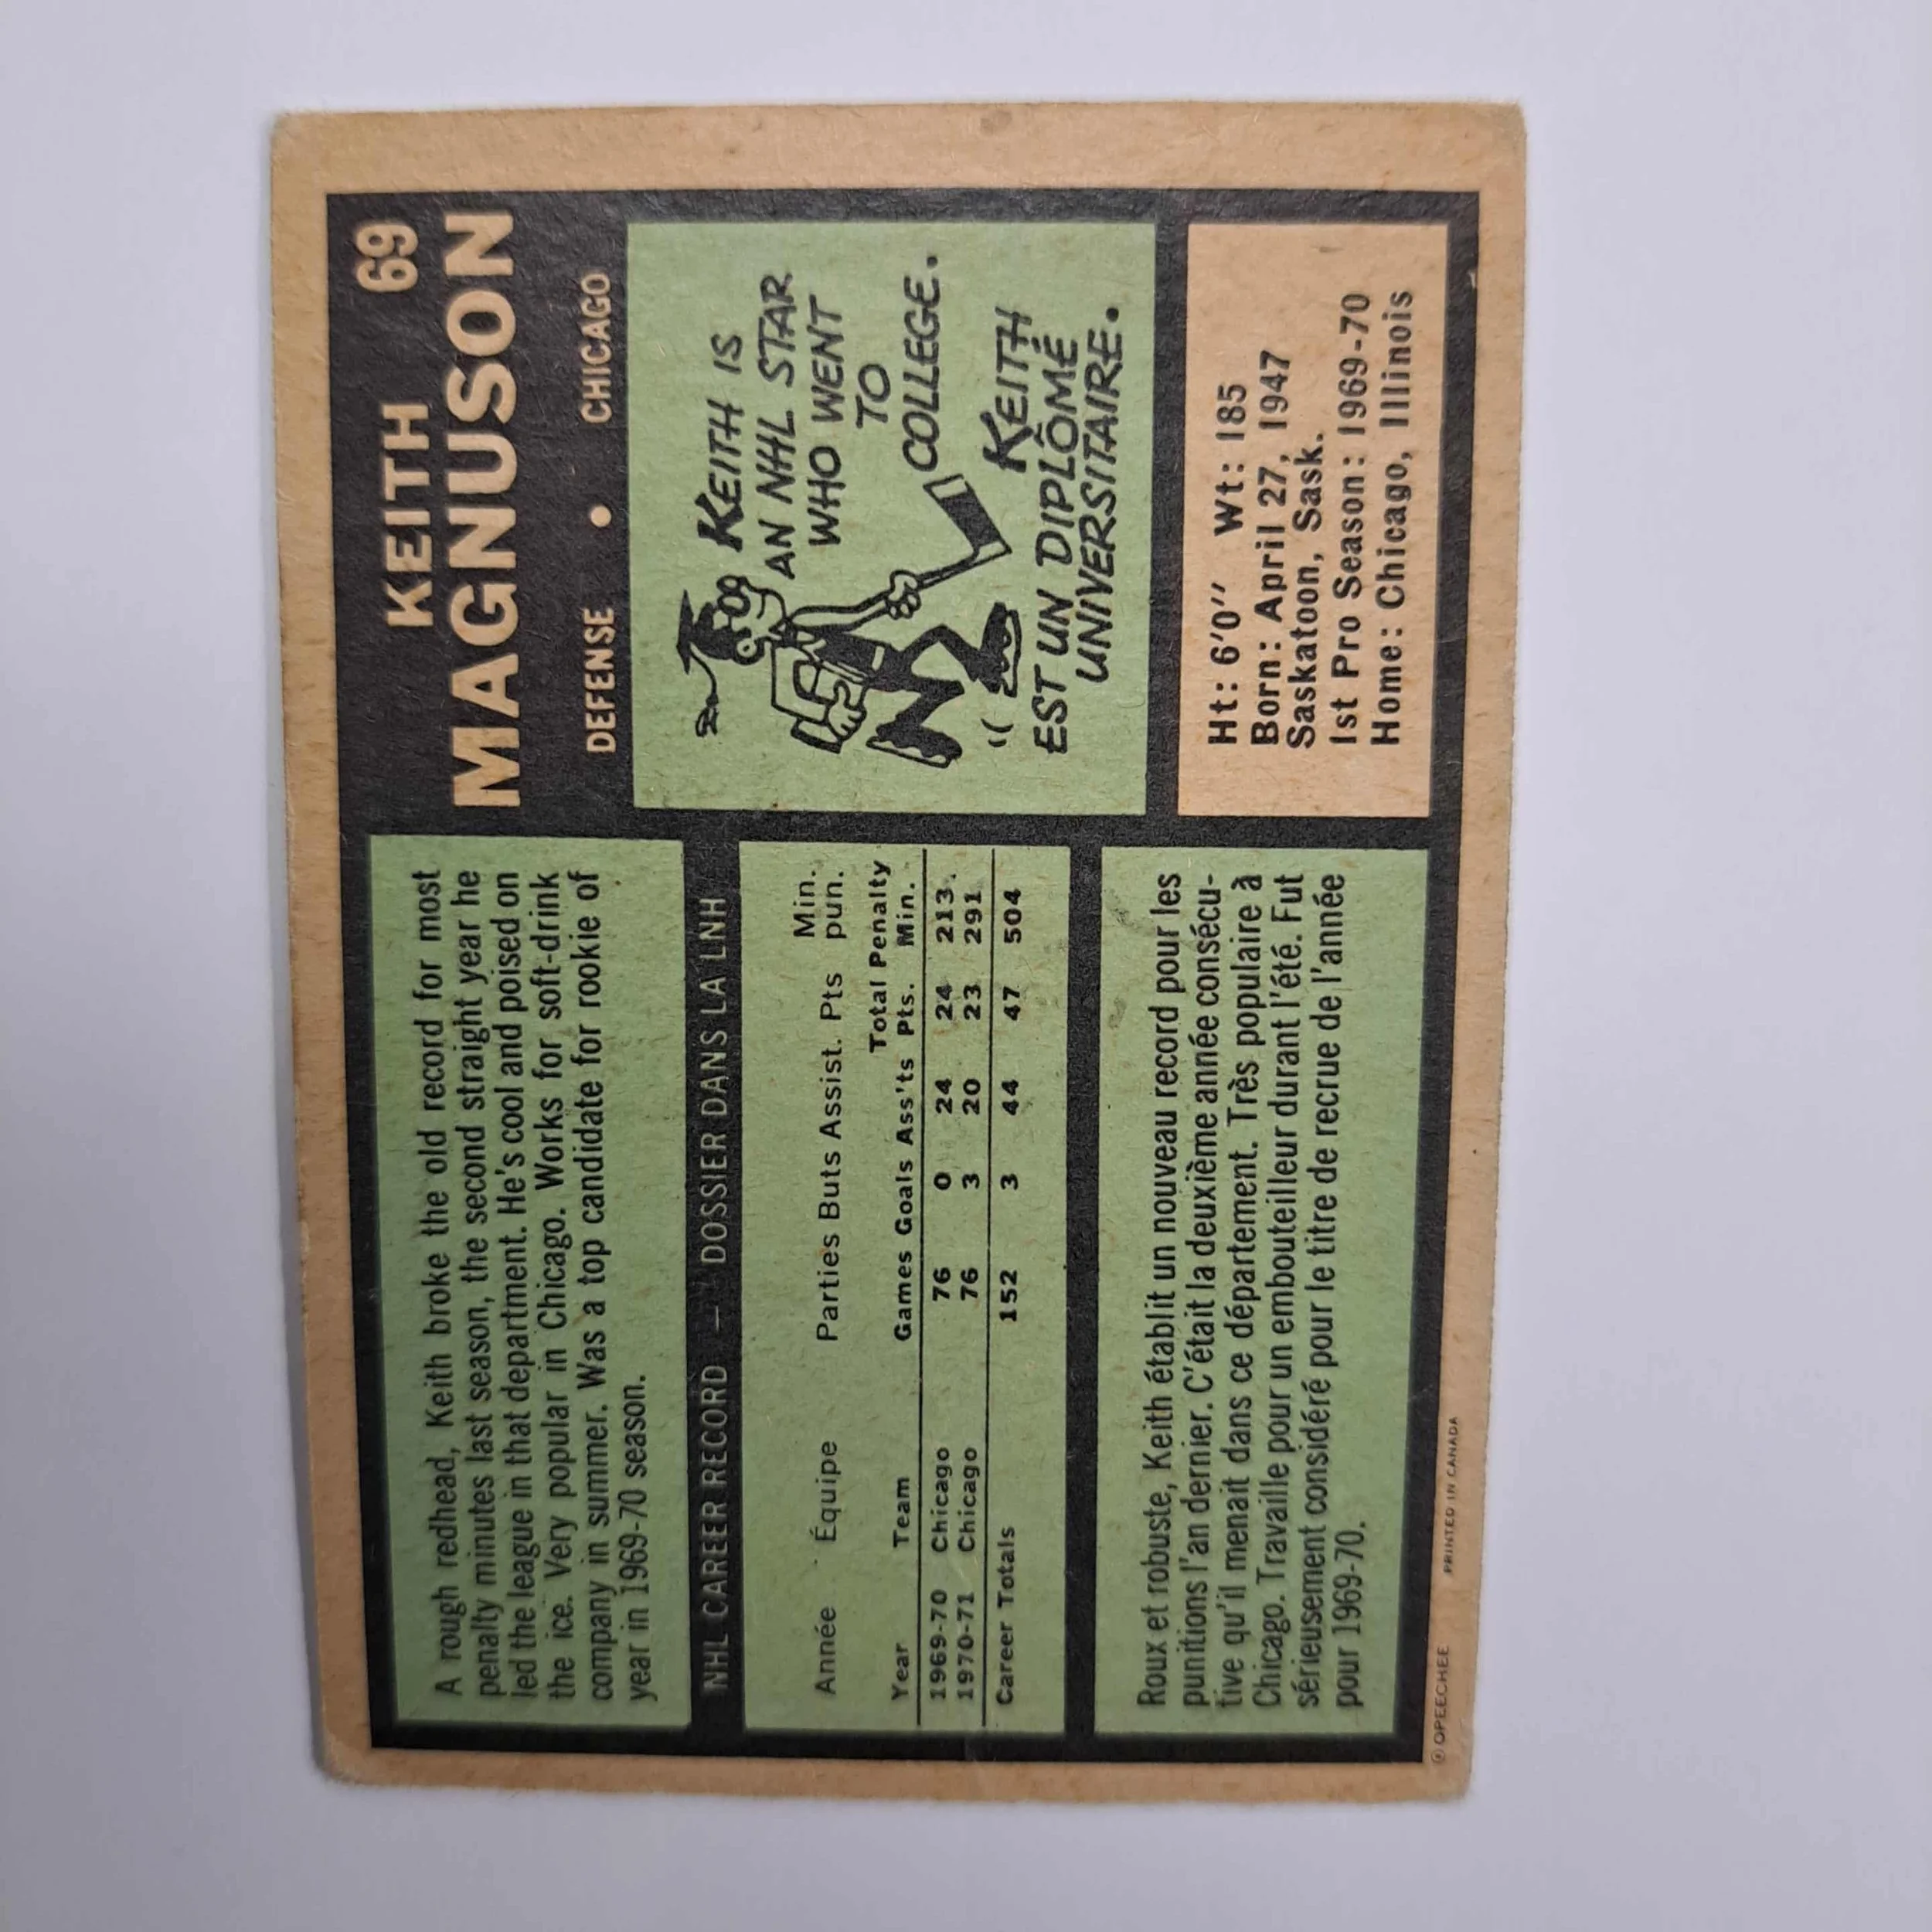 KEITH 69
MAGNUSON
DEFENSE • CHICAGO
A rough redhead, Keith broke the old record for most
penalty minutes last season, the second straight year he
led the league in that department. He's cool and poised on
the ice. Very popular in Chicago. Works for soft-drink
company in summer. Was a top candidate for rookie of
year in 1969-70 season.
KEITH IS
AN NHL STAR
WHO WENT
TO
COLLEGE.
KEITH
EST UN DIPLÔMÉ
UNIVERSITAIRE.
NHL CAREER RECORD — DOSSIER DANS LA LNH
Année Équipe Parties Buts Assist. Pts Min. pun.
Year Team Games Goals Ass'ts Total Pts. Penalty Min.
1969-70 Chicago 76 0 24 24 213
1970-71 Chicago 76 3 20 23 291
Career Totals 152 3 44 47 504
Ht: 6'0'' Wt: 185
Born: April 27, 1947
Saskatoon, Sask.
1st Pro Season: 1969-70
Home: Chicago, Illinois
Roux et robuste, Keith établit un nouveau record pour les
punitions l'an dernier. C'était la deuxième année consécu-
tive qu'il menait dans ce département. Très populaire à
Chicago. Travaille pour un embouteilleur durant l'été. Fut
sérieusement considéré pour le titre de recrue de l'année
pour 1969-70.
© OPEECHEE PRINTED IN CANADA